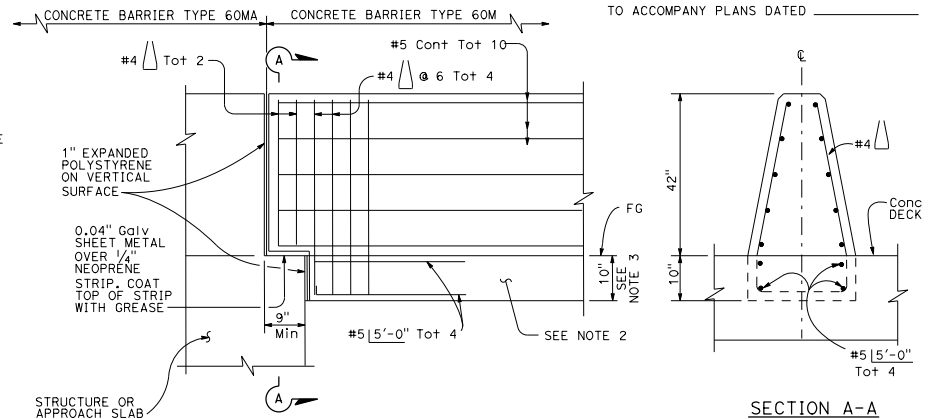 CONCRETE BARRIER TYPE 60MA
CONCRETE BARRIER TYPE 60M
TO ACCOMPANY PLANS DATED
#4 Tot 2
A
#5 Cont Tot 10
#4 @ 6 Tot 4
℄
E
1" EXPANDED
POLYSTYRENE
ON VERTICAL
SURFACE
0.04" Galv
SHEET METAL
OVER 1/4"
NEOPRENE
STRIP. COAT
TOP OF STRIP
WITH GREASE
9"
Min
#5 5'-0" Tot 4
FG
10"
SEE
NOTE 3
SEE NOTE 2
STRUCTURE OR
APPROACH SLAB
A
42"
10"
#4
Conc
DECK
#5 5'-0"
Tot 4
SECTION A-A